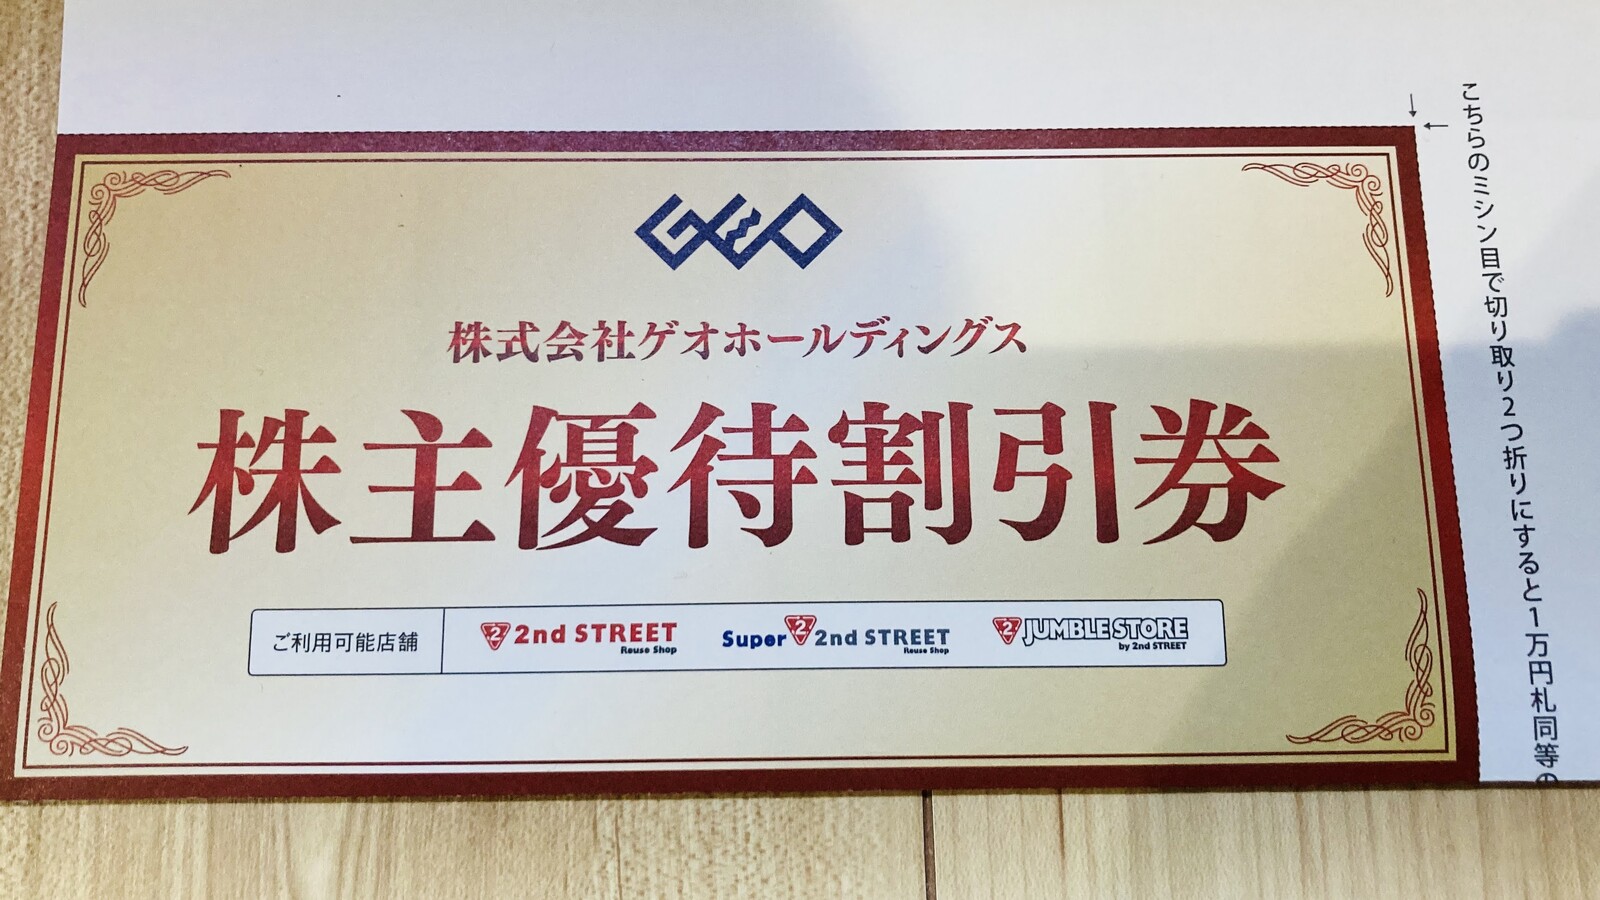 GEO
株式会社ゲオホールディングス
株主優待割引券
ご利用可能店舗
2 2nd STREET
Reuse Shop
Super 2 2nd STREET
Reuse Shop
2 JUMBLE STORE
by 2nd STREET
こちらのミシン目で切り取り2つ折りにすると1万円札同等の